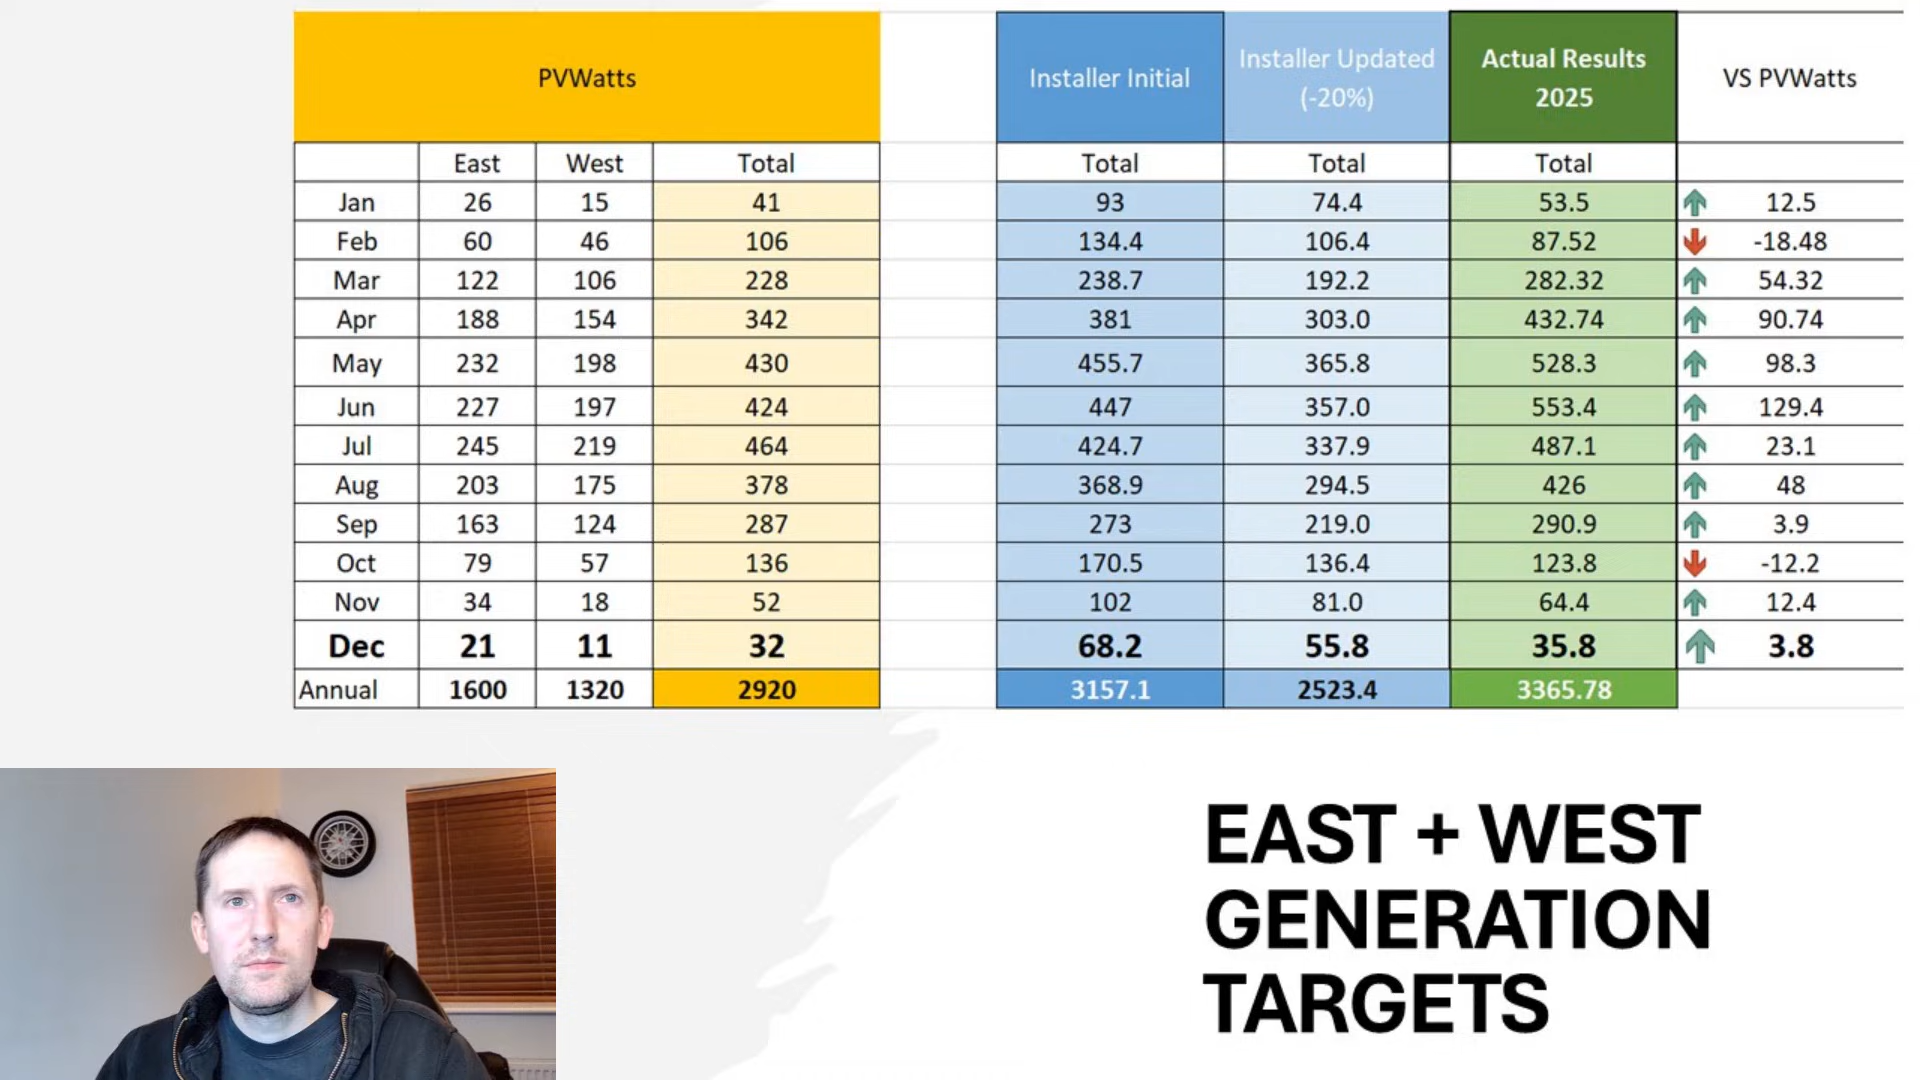 PVWatts Installer Initial Installer Updated (-20%) Actual Results 2025 VS PVWatts
East West Total Total Total Total
Jan 26 15 41 93 74.4 53.5 12.5
Feb 60 46 106 134.4 106.4 87.52 -18.48
Mar 122 106 228 238.7 192.2 282.32 54.32
Apr 188 154 342 381 303.0 432.74 90.74
May 232 198 430 455.7 365.8 528.3 98.3
Jun 227 197 424 447 357.0 553.4 129.4
Jul 245 219 464 424.7 337.9 487.1 23.1
Aug 203 175 378 368.9 294.5 426 48
Sep 163 124 287 273 219.0 290.9 3.9
Oct 79 57 136 170.5 136.4 123.8 -12.2
Nov 34 18 52 102 81.0 64.4 12.4
Dec 21 11 32 68.2 55.8 35.8 3.8
Annual 1600 1320 2920 3157.1 2523.4 3365.78
EAST + WEST
GENERATION
TARGETS